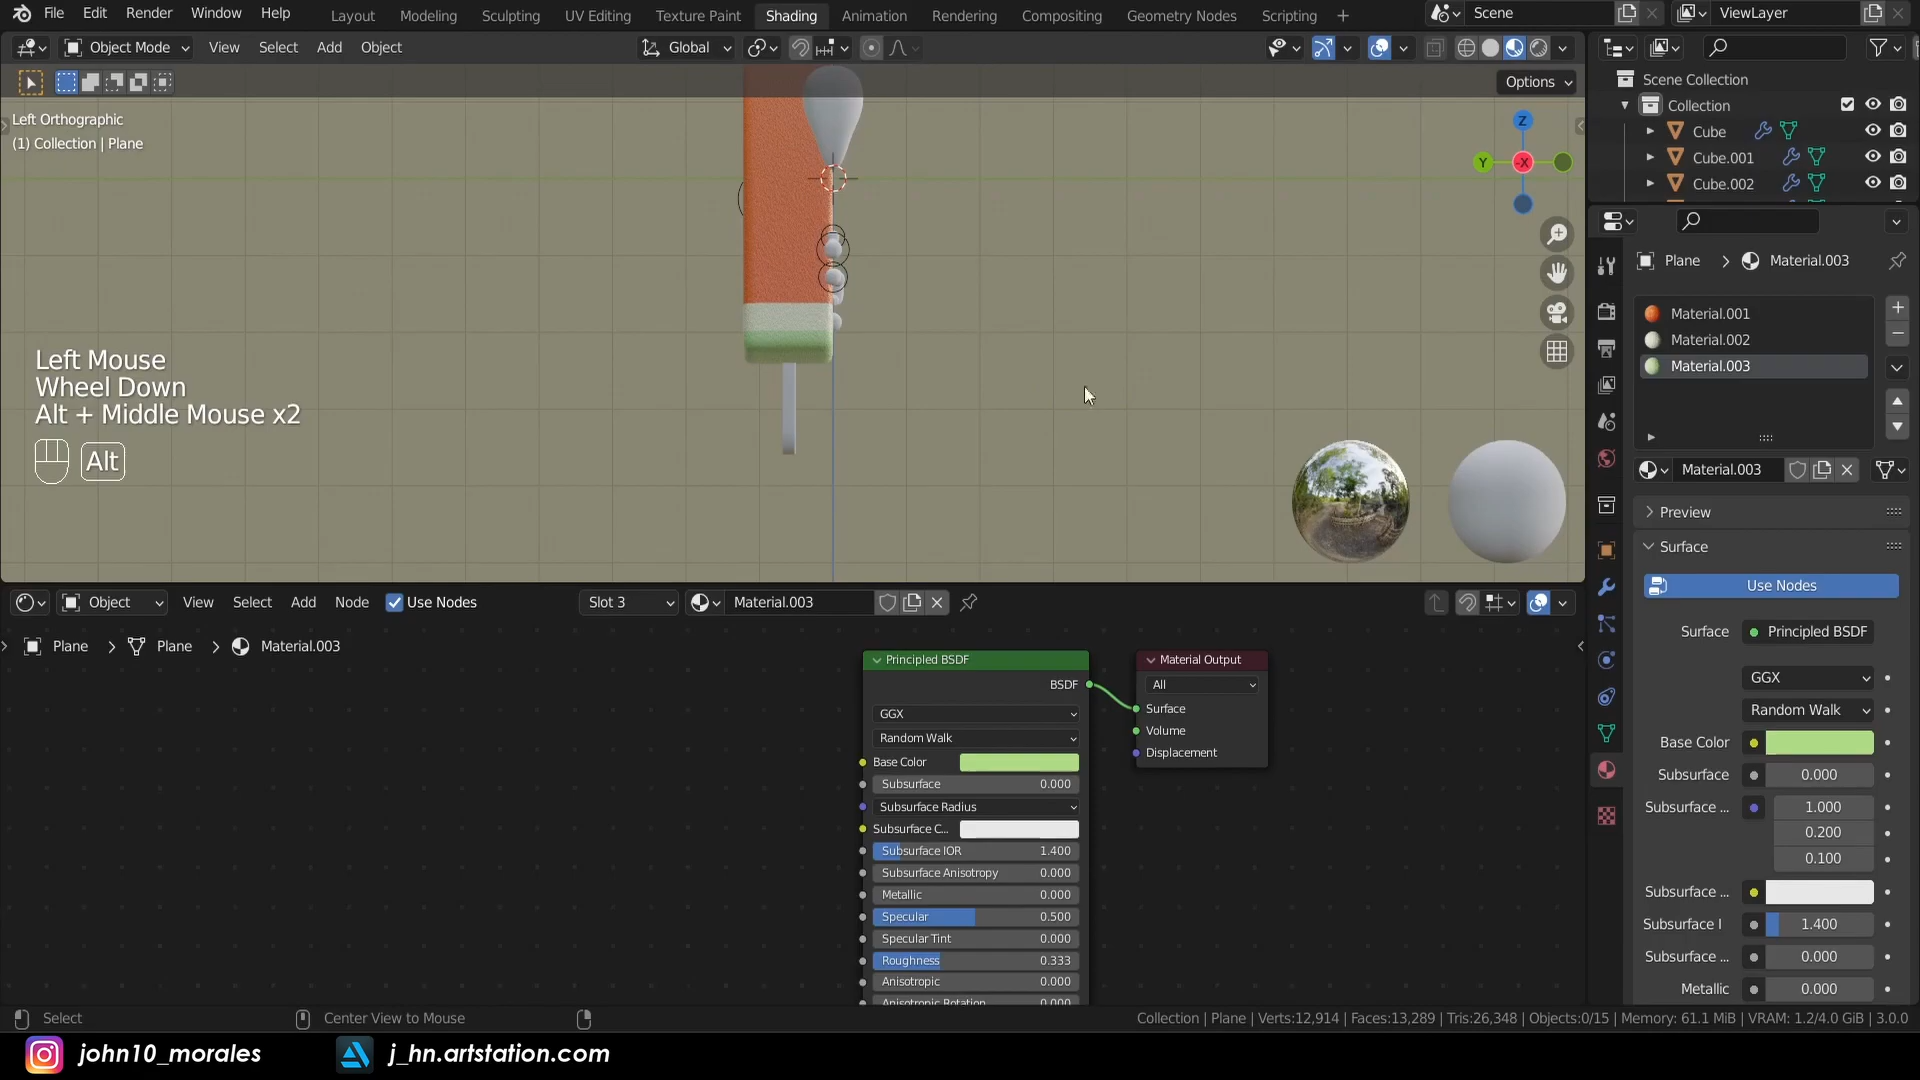 File Edit Render Window Help Layout Modeling Sculpting UV Editing Texture Paint Shading Animation Rendering Compositing Geometry Nodes Scripting + Scene ViewLayer
Object Mode View Select Add Object Global
Options
Left Orthographic
(1) Collection | Plane
Z
Y
-X
Left Mouse
Wheel Down
Alt + Middle Mouse x2
Alt
Scene Collection
Collection
Cube
Cube.001
Cube.002
Plane > Material.003
Material.001
Material.002
Material.003
Material.003
Preview
Surface
Use Nodes
Surface Principled BSDF
GGX
Random Walk
Base Color
Subsurface 0.000
Subsurface ... 1.000
0.200
0.100
Subsurface ...
Subsurface I 1.400
Subsurface ... 0.000
Metallic 0.000
Object View Select Add Node Use Nodes Slot 3 Material.003
Plane > Plane > Material.003
Principled BSDF
BSDF
GGX
Random Walk
Base Color
Subsurface 0.000
Subsurface Radius
Subsurface C...
Subsurface IOR 1.400
Subsurface Anisotropy 0.000
Metallic 0.000
Specular 0.500
Specular Tint 0.000
Roughness 0.333
Anisotropic 0.000
Anisotropic Rotation 0.000
Material Output
All
Surface
Volume
Displacement
Select Center View to Mouse Collection | Plane | Verts:12,914 | Faces:13,289 | Tris:26,348 | Objects:0/15 | Memory: 61.1 MiB | VRAM: 1.2/4.0 GiB | 3.0.0
john10_morales j_hn.artstation.com